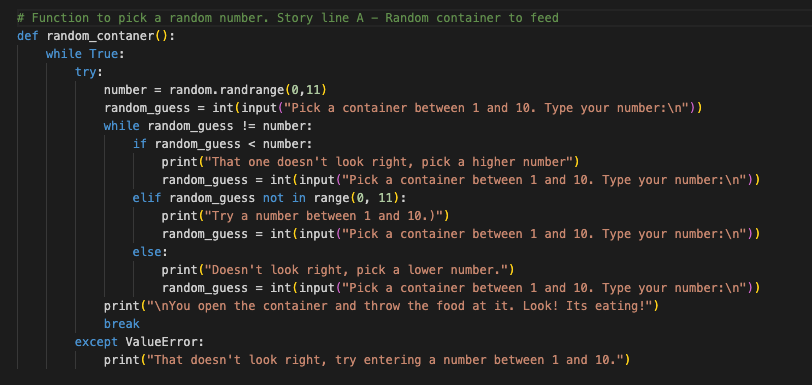 # Function to pick a random number. Story line A - Random container to feed
def random_contaner():
    while True:
        try:
            number = random.randrange(0,11)
            random_guess = int(input("Pick a container between 1 and 10. Type your number:\n"))
            while random_guess != number:
                if random_guess < number:
                    print("That one doesn't look right, pick a higher number")
                    random_guess = int(input("Pick a container between 1 and 10. Type your number:\n"))
                elif random_guess not in range(0, 11):
                    print("Try a number between 1 and 10.)")
                    random_guess = int(input("Pick a container between 1 and 10. Type your number:\n"))
                else:
                    print("Doesn't look right, pick a lower number.")
                    random_guess = int(input("Pick a container between 1 and 10. Type your number:\n"))
            print("\nYou open the container and throw the food at it. Look! Its eating!")
            break
        except ValueError:
            print("That doesn't look right, try entering a number between 1 and 10.")